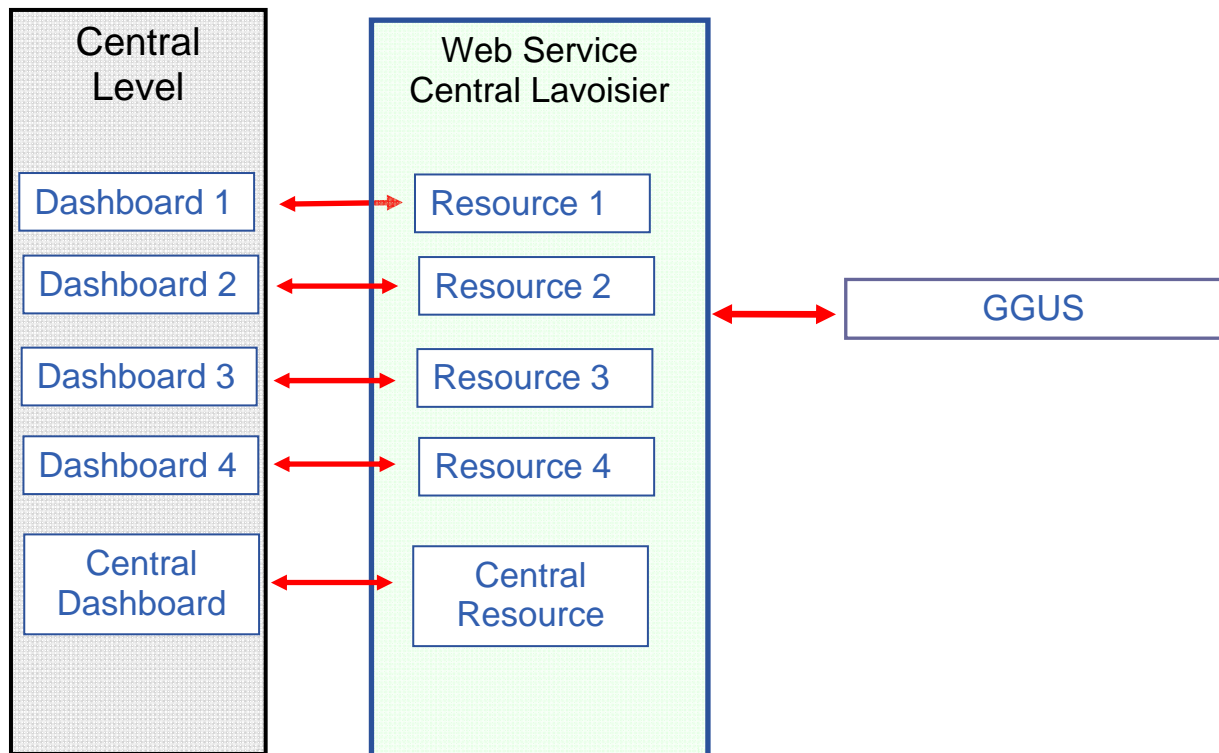 Central
Level
Web Service
Central Lavoisier
Dashboard 1
Resource 1
Dashboard 2
Resource 2
GGUS
Dashboard 3
Resource 3
Dashboard 4
Resource 4
Central
Dashboard
Central
Resource